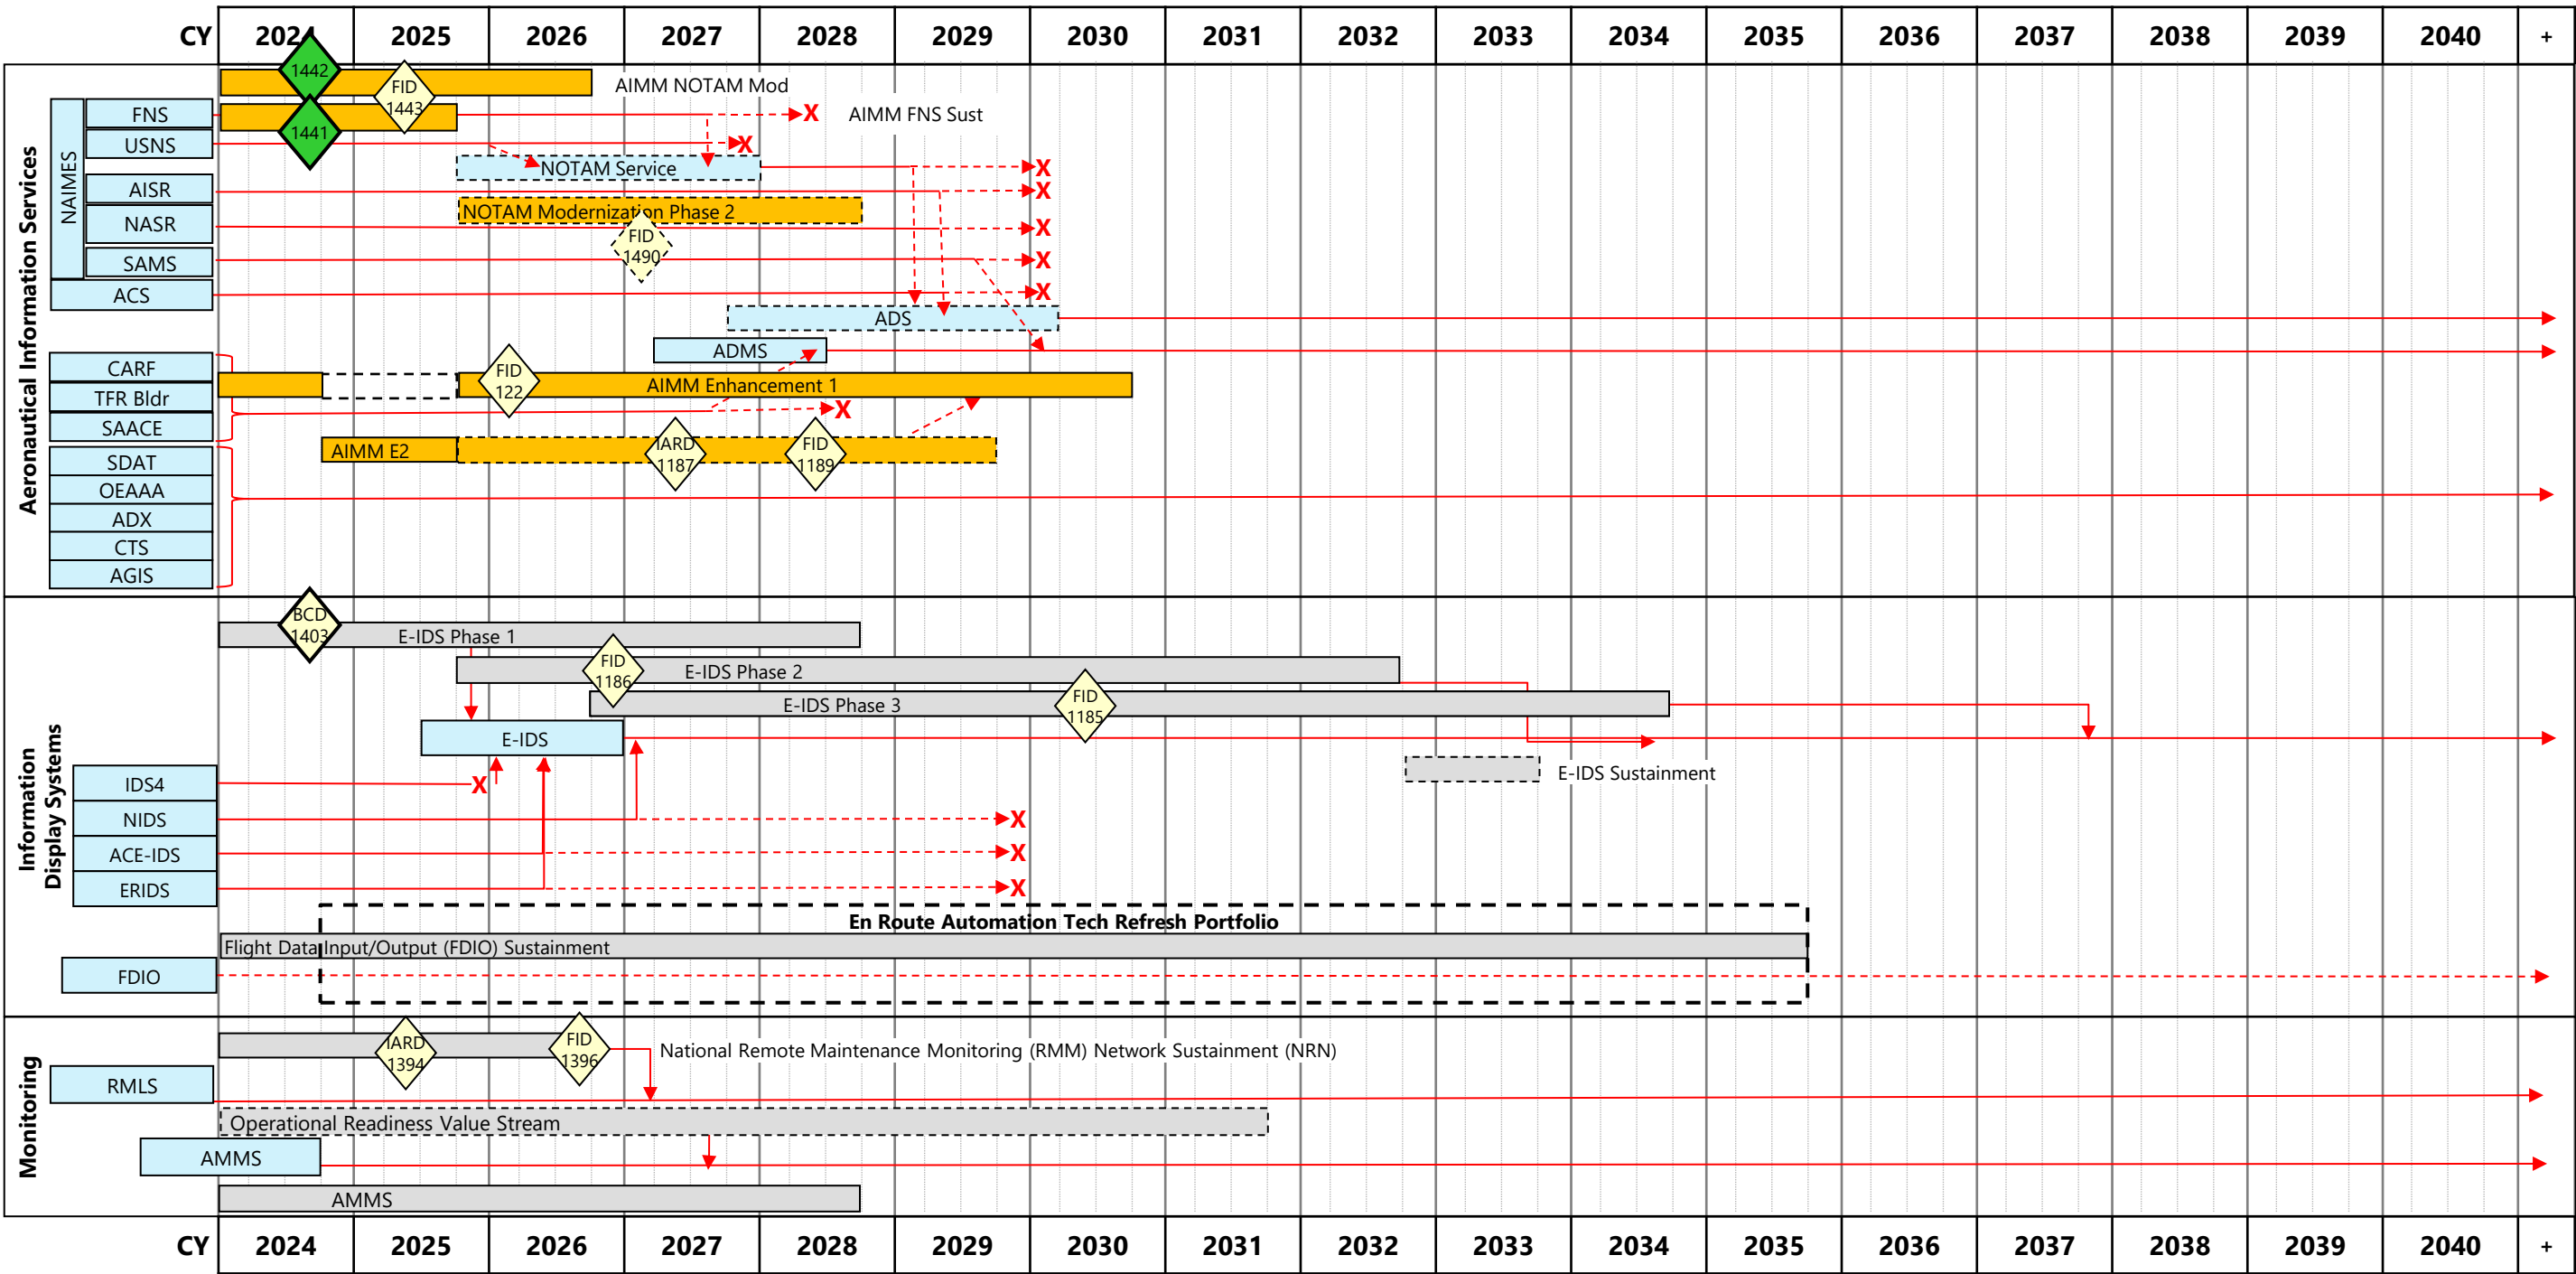 CY 2024 2025 2026 2027 2028 2029 2030 2031 2032 2033 2034 2035 2036 2037 2038 2039 2040 +
Aeronautical Information Services
NAIMES
1442
FID
1443
AIMM NOTAM Mod
FNS
1441
X
AIMM FNS Sust
USNS
X
NOTAM Service
X
AISR
X
NOTAM Modernization Phase 2
NASR
X
FID
1490
SAMS
X
ACS
X
ADS
ADMS
CARF
FID
122
AIMM Enhancement 1
TFR Bldr
X
SAACE
AIMM E2
IARD
1187
FID
1189
SDAT
OEAAA
ADX
CTS
AGIS
Information
Display Systems
BCD
1403
E-IDS Phase 1
FID
1186
E-IDS Phase 2
E-IDS Phase 3
FID
1185
E-IDS
E-IDS Sustainment
IDS4
X
NIDS
X
ACE-IDS
X
ERIDS
X
En Route Automation Tech Refresh Portfolio
Flight Data Input/Output (FDIO) Sustainment
FDIO
Monitoring
IARD
1394
FID
1396
National Remote Maintenance Monitoring (RMM) Network Sustainment (NRN)
RMLS
Operational Readiness Value Stream
AMMS
AMMS
CY 2024 2025 2026 2027 2028 2029 2030 2031 2032 2033 2034 2035 2036 2037 2038 2039 2040 +